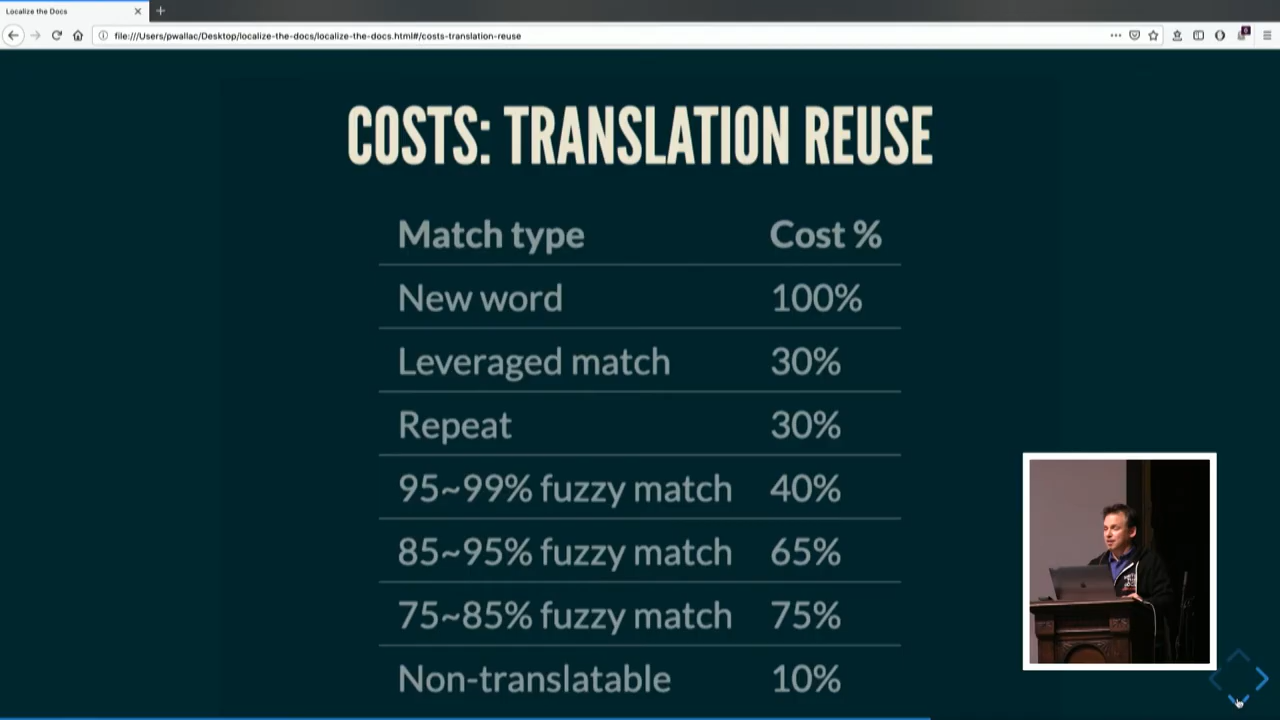 Localize the Docs
file:///Users/pwallac/Desktop/localize-the-docs/localize-the-docs.html#/costs-translation-reuse
COSTS: TRANSLATION REUSE
Match type Cost %
New word 100%
Leveraged match 30%
Repeat 30%
95~99% fuzzy match 40%
85~95% fuzzy match 65%
75~85% fuzzy match 75%
Non-translatable 10%